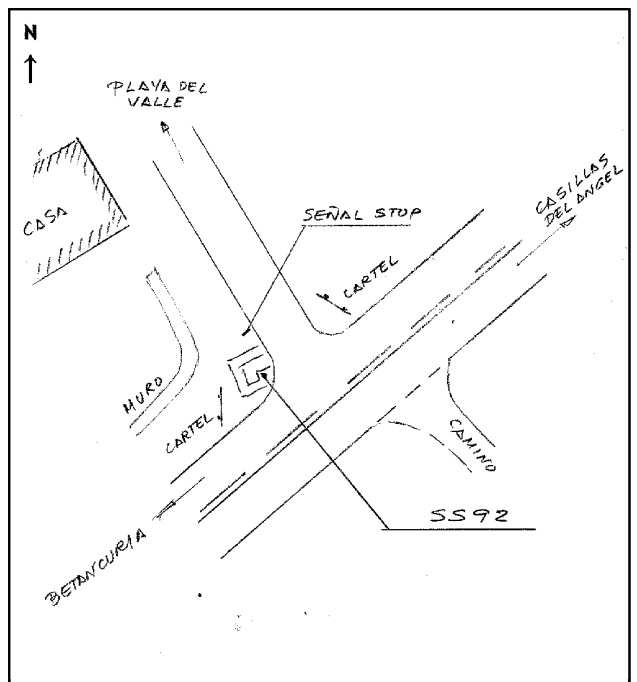 N
PLAYA DEL
VALLE
CASA
SEÑAL STOP
CASILLAS
DEL ANGEL
CARTEL
MURO
CARTEL
CAMINO
SS92
BETANCURIA